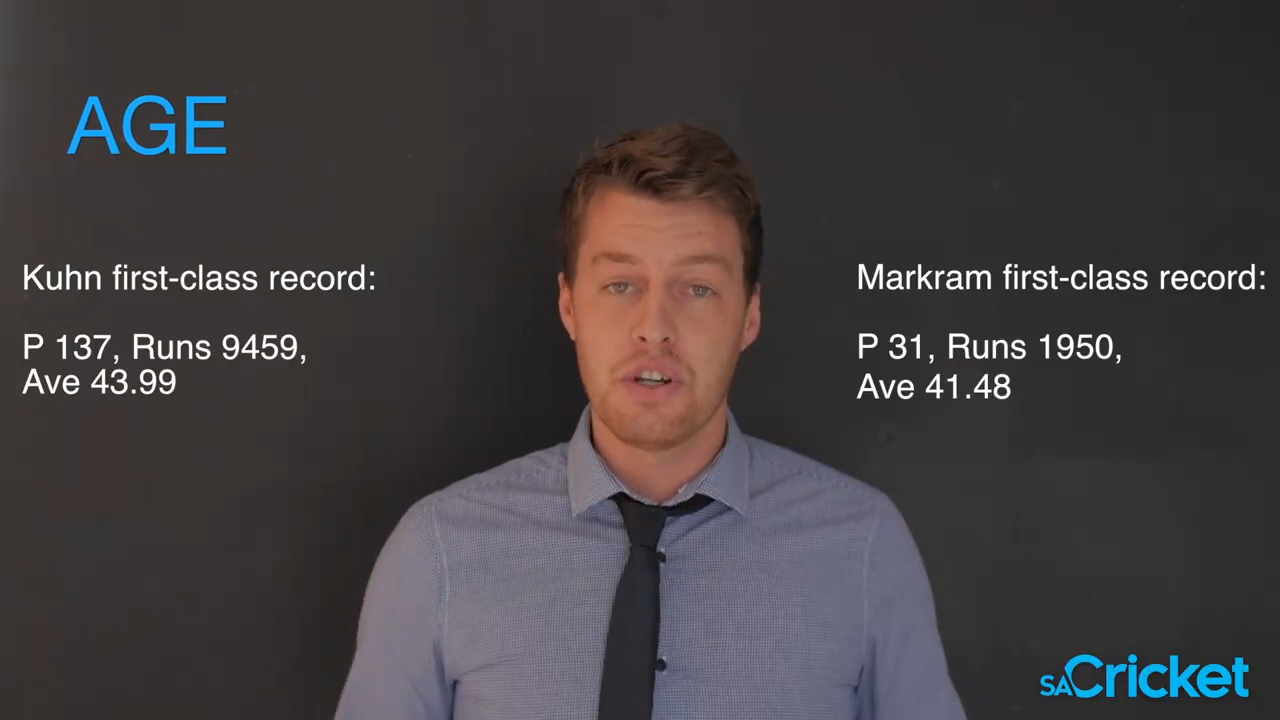 AGE
Kuhn first-class record:
P 137, Runs 9459,
Ave 43.99
Markram first-class record:
P 31, Runs 1950,
Ave 41.48
SACricket